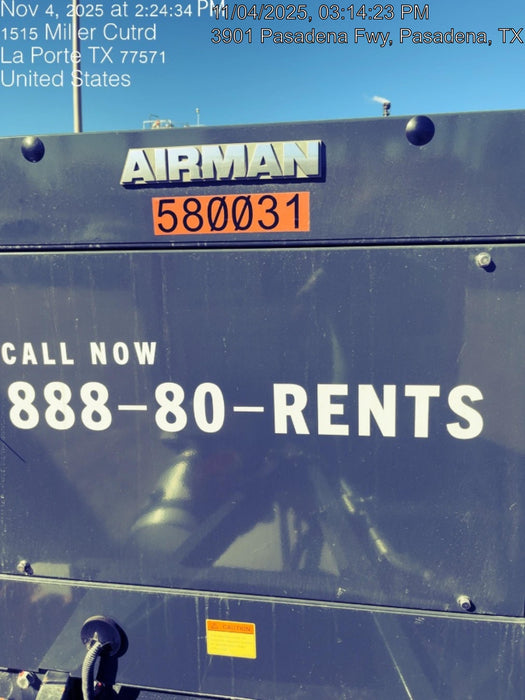 Nov 4, 2025 at 2:24:34 PM
1515 Miller Cutrd
La Porte TX 77571
United States
11/04/2025, 03:14:23 PM
3901 Pasadena Fwy, Pasadena, TX
AIRMAN
580031
CALL NOW
888-80-RENTS
CAUTION